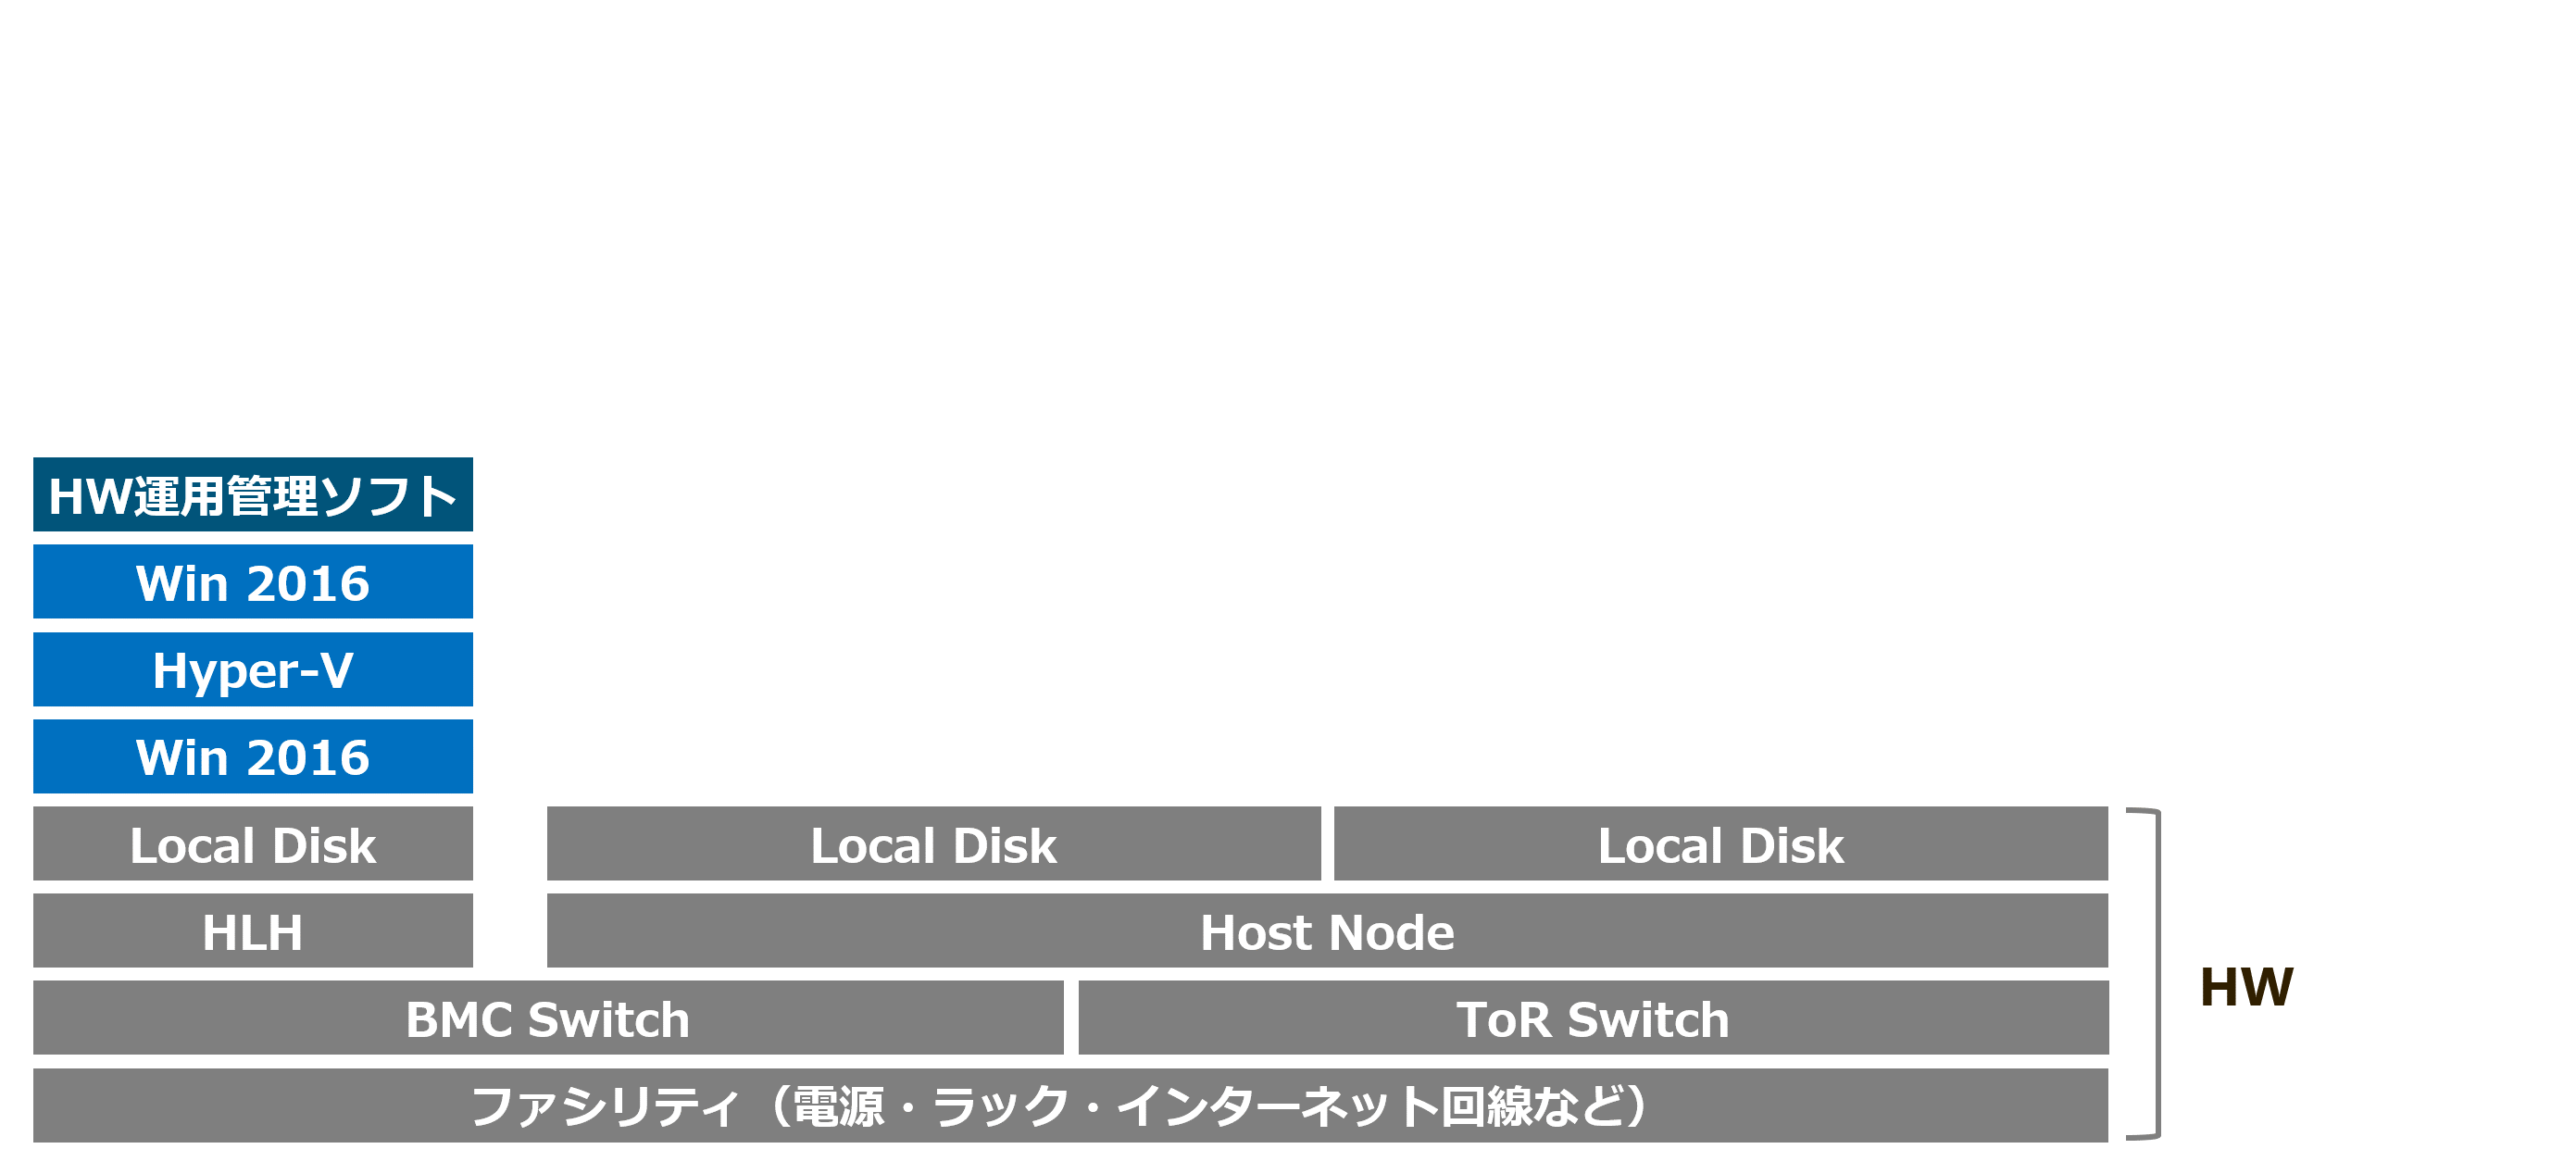 HW運用管理ソフト
Win 2016
Hyper-V
Win 2016
Local Disk
Local Disk
Local Disk
HLH
Host Node
HW
BMC Switch
ToR Switch
ファシリティ（電源・ラック・インターネット回線など）